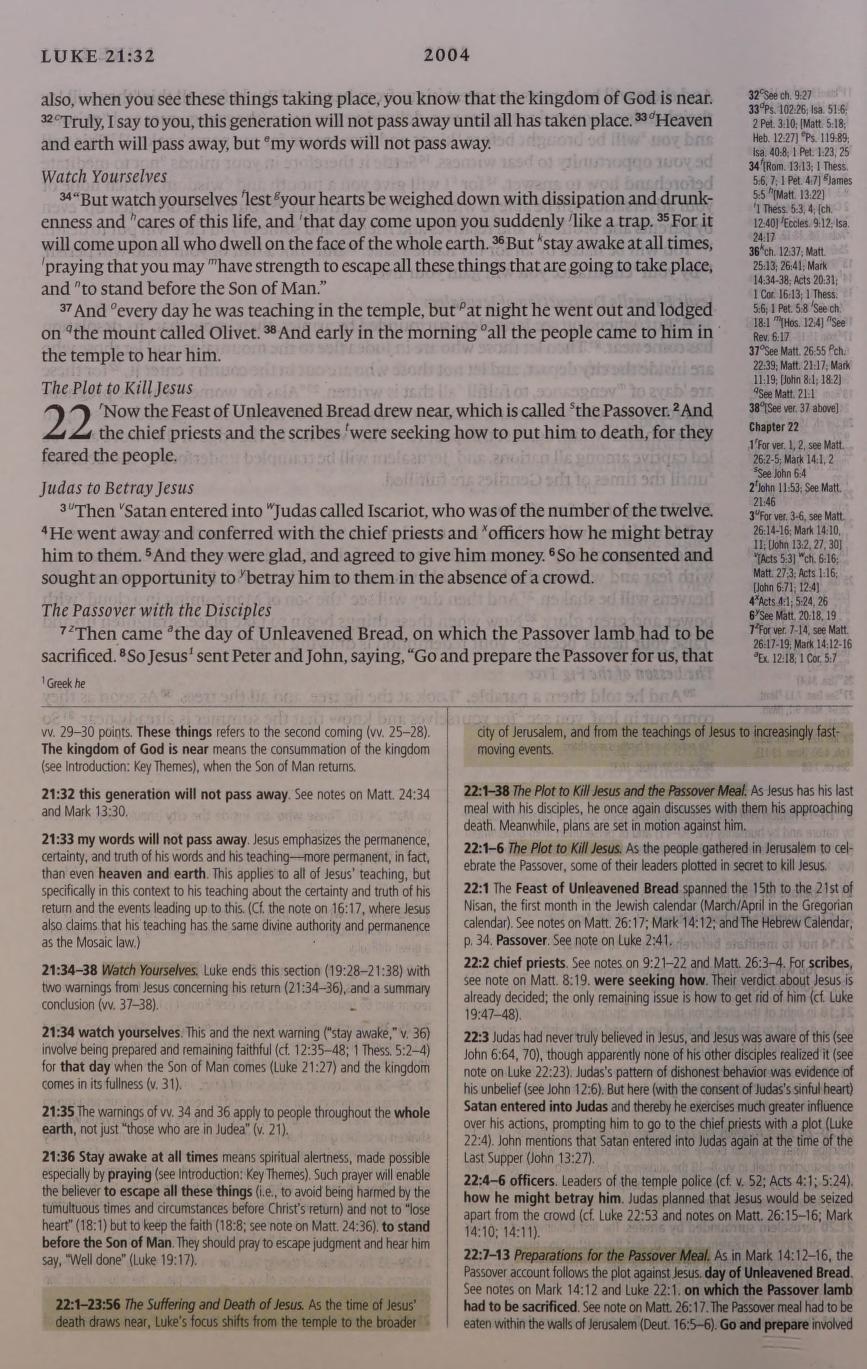 LUKE 21:32 2004
also, when you see these things taking place, you know that the kingdom of God is near.
32 c Truly, I say to you, this generation will not pass away until all has taken place. 33 d Heaven
and earth will pass away, but e my words will not pass away.
Watch Yourselves
34 “But watch yourselves f lest g your hearts be weighed down with dissipation and drunk-
enness and h cares of this life, and i that day come upon you suddenly j like a trap. 35 For it
will come upon all who dwell on the face of the whole earth. 36 But k stay awake at all times,
l praying that you may m have strength to escape all these things that are going to take place,
and n to stand before the Son of Man.”
37 And o every day he was teaching in the temple, but p at night he went out and lodged
on q the mount called Olivet. 38 And early in the morning o all the people came to him in
the temple to hear him.
The Plot to Kill Jesus
22 r Now the Feast of Unleavened Bread drew near, which is called s the Passover. 2 And
the chief priests and the scribes t were seeking how to put him to death, for they
feared the people.
Judas to Betray Jesus
3 u Then v Satan entered into w Judas called Iscariot, who was of the number of the twelve.
4 He went away and conferred with the chief priests and x officers how he might betray
him to them. 5 And they were glad, and agreed to give him money. 6 So he consented and
sought an opportunity to y betray him to them in the absence of a crowd.
The Passover with the Disciples
7 z Then came a the day of Unleavened Bread, on which the Passover lamb had to be
sacrificed. 8 So Jesus 1 sent Peter and John, saying, “Go and prepare the Passover for us, that
1 Greek he
32 c See ch. 9:27
33 d Ps. 102:26; Isa. 51:6;
2 Pet. 3:10; [Matt. 5:18;
Heb. 12:27] e Ps. 119:89;
Isa. 40:8; 1 Pet. 1:23, 25
34 f [Rom. 13:13; 1 Thess.
5:6, 7; 1 Pet. 4:7] g James
5:5 h [Matt. 13:22]
i 1 Thess. 5:3, 4; [ch.
12:40] j Eccles. 9:12; Isa.
24:17
36 k ch. 12:37; Matt.
25:13; 26:41; Mark
14:34-38; Acts 20:31;
1 Cor. 16:13; 1 Thess.
5:6; 1 Pet. 5:8 l See ch.
18:1 m [Hos. 12:4] n See
Rev. 6:17
37 o See Matt. 26:55 p ch.
22:39; Matt. 21:17; Mark
11:19; [John 8:1; 18:2]
q See Matt. 21:1
38 o [See ver. 37 above]
Chapter 22
1 r For ver. 1, 2, see Matt.
26:2-5; Mark 14:1, 2
s See John 6:4
2 t John 11:53; See Matt.
21:46
3 u For ver. 3-6, see Matt.
26:14-16; Mark 14:10,
11; [John 13:2, 27, 30]
v [Acts 5:3] w ch. 6:16;
Matt. 27:3; Acts 1:16;
[John 6:71; 12:4]
4 x Acts 4:1; 5:24, 26
6 y See Matt. 20:18, 19
7 z For ver. 7-14, see Matt.
26:17-19; Mark 14:12-16
a Ex. 12:18; 1 Cor. 5:7
vv. 29–30 points. These things refers to the second coming (vv. 25–28).
The kingdom of God is near means the consummation of the kingdom
(see Introduction: Key Themes), when the Son of Man returns.
21:32 this generation will not pass away. See notes on Matt. 24:34
and Mark 13:30.
21:33 my words will not pass away. Jesus emphasizes the permanence,
certainty, and truth of his words and his teaching—more permanent, in fact,
than even heaven and earth. This applies to all of Jesus’ teaching, but
specifically in this context to his teaching about the certainty and truth of his
return and the events leading up to this. (Cf. the note on 16:17, where Jesus
also claims that his teaching has the same divine authority and permanence
as the Mosaic law.)
21:34–38 Watch Yourselves. Luke ends this section (19:28–21:38) with
two warnings from Jesus concerning his return (21:34–36), and a summary
conclusion (vv. 37–38).
21:34 watch yourselves. This and the next warning (“stay awake,” v. 36)
involve being prepared and remaining faithful (cf. 12:35–48; 1 Thess. 5:2–4)
for that day when the Son of Man comes (Luke 21:27) and the kingdom
comes in its fullness (v. 31).
21:35 The warnings of vv. 34 and 36 apply to people throughout the whole
earth, not just “those who are in Judea” (v. 21).
21:36 Stay awake at all times means spiritual alertness, made possible
especially by praying (see Introduction: Key Themes). Such prayer will enable
the believer to escape all these things (i.e., to avoid being harmed by the
tumultuous times and circumstances before Christ’s return) and not to “lose
heart” (18:1) but to keep the faith (18:8; see note on Matt. 24:36). to stand
before the Son of Man. They should pray to escape judgment and hear him
say, “Well done” (Luke 19:17).
22:1–23:56 The Suffering and Death of Jesus. As the time of Jesus’
death draws near, Luke’s focus shifts from the temple to the broader
city of Jerusalem, and from the teachings of Jesus to increasingly fast-
moving events.
22:1–38 The Plot to Kill Jesus and the Passover Meal. As Jesus has his last
meal with his disciples, he once again discusses with them his approaching
death. Meanwhile, plans are set in motion against him.
22:1–6 The Plot to Kill Jesus. As the people gathered in Jerusalem to cel-
ebrate the Passover, some of their leaders plotted in secret to kill Jesus.
22:1 The Feast of Unleavened Bread spanned the 15th to the 21st of
Nisan, the first month in the Jewish calendar (March/April in the Gregorian
calendar). See notes on Matt. 26:17; Mark 14:12; and The Hebrew Calendar,
p. 34. Passover. See note on Luke 2:41.
22:2 chief priests. See notes on 9:21–22 and Matt. 26:3–4. For scribes,
see note on Matt. 8:19. were seeking how. Their verdict about Jesus is
already decided; the only remaining issue is how to get rid of him (cf. Luke
19:47–48).
22:3 Judas had never truly believed in Jesus, and Jesus was aware of this (see
John 6:64, 70), though apparently none of his other disciples realized it (see
note on Luke 22:23). Judas’s pattern of dishonest behavior was evidence of
his unbelief (see John 12:6). But here (with the consent of Judas’s sinful heart)
Satan entered into Judas and thereby he exercises much greater influence
over his actions, prompting him to go to the chief priests with a plot (Luke
22:4). John mentions that Satan entered into Judas again at the time of the
Last Supper (John 13:27).
22:4–6 officers. Leaders of the temple police (cf. v. 52; Acts 4:1; 5:24).
how he might betray him. Judas planned that Jesus would be seized
apart from the crowd (cf. Luke 22:53 and notes on Matt. 26:15–16; Mark
14:10; 14:11).
22:7–13 Preparations for the Passover Meal. As in Mark 14:12–16, the
Passover account follows the plot against Jesus. day of Unleavened Bread.
See notes on Mark 14:12 and Luke 22:1. on which the Passover lamb
had to be sacrificed. See note on Matt. 26:17. The Passover meal had to be
eaten within the walls of Jerusalem (Deut. 16:5–6). Go and prepare involved